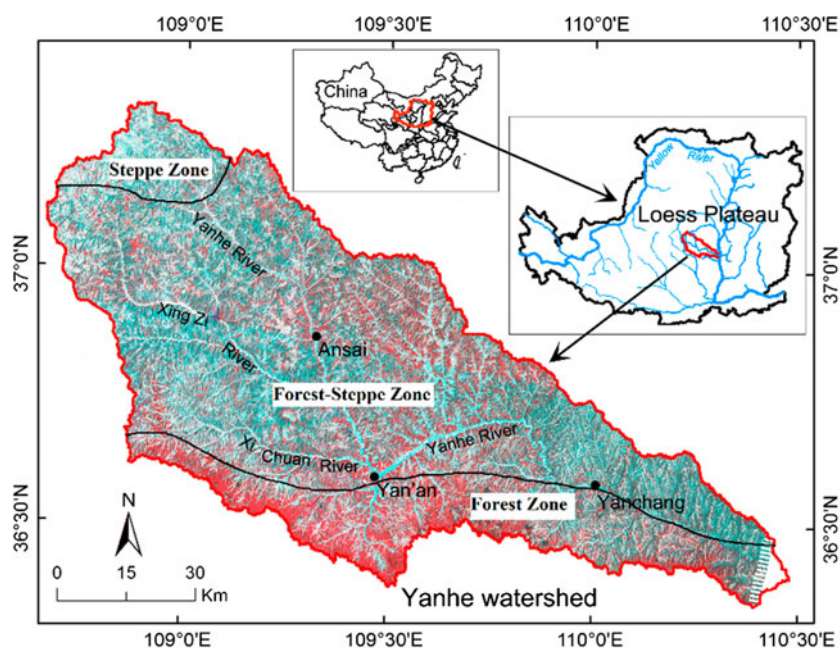 109°0'E
109°30'E
110°0'E
110°30'E
China
Yellow
River
Loess Plateau
Steppe Zone
Yanhe River
37°0'N
37°0'N
Xing Zi
River
Ansai
Forest-Steppe Zone
Xi Chuan River
Yanhe River
Yan'an
Yanchang
Forest Zone
36°30'N
36°30'N
N
0 15 30
Km
Yanhe watershed
109°0'E
109°30'E
110°0'E
110°30'E